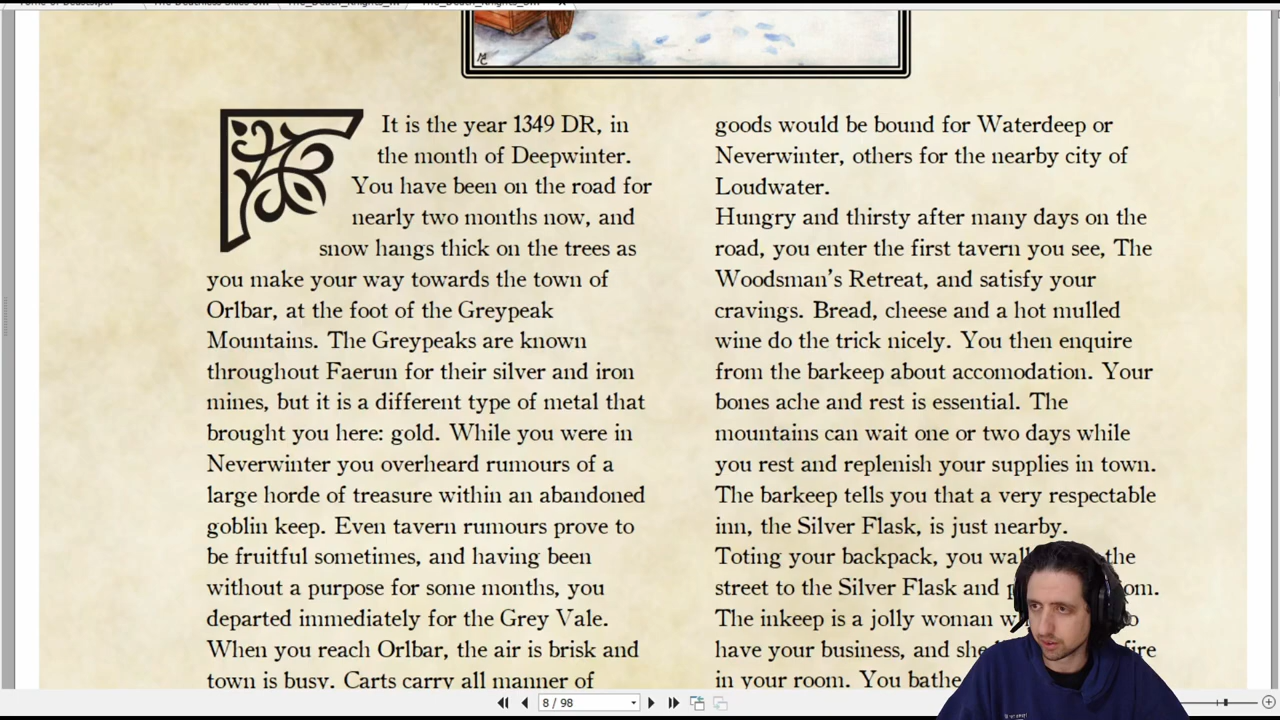 It is the year 1349 DR, in
the month of Deepwinter.
You have been on the road for
nearly two months now, and
snow hangs thick on the trees as
you make your way towards the town of
Orlbar, at the foot of the Greypeak
Mountains. The Greypeaks are known
throughout Faerun for their silver and iron
mines, but it is a different type of metal that
brought you here: gold. While you were in
Neverwinter you overheard rumours of a
large horde of treasure within an abandoned
goblin keep. Even tavern rumours prove to
be fruitful sometimes, and having been
without a purpose for some months, you
departed immediately for the Grey Vale.
When you reach Orlbar, the air is brisk and
town is busy. Carts carry all manner of
goods would be bound for Waterdeep or
Neverwinter, others for the nearby city of
Loudwater.
Hungry and thirsty after many days on the
road, you enter the first tavern you see, The
Woodsman's Retreat, and satisfy your
cravings. Bread, cheese and a hot mulled
wine do the trick nicely. You then enquire
from the barkeep about accomodation. Your
bones ache and rest is essential. The
mountains can wait one or two days while
you rest and replenish your supplies in town.
The barkeep tells you that a very respectable
inn, the Silver Flask, is just nearby.
Toting your backpack, you the
street to the Silver Flask and
The inkeep is a jolly woman
have your business, and fire
in your room. You
8 / 98